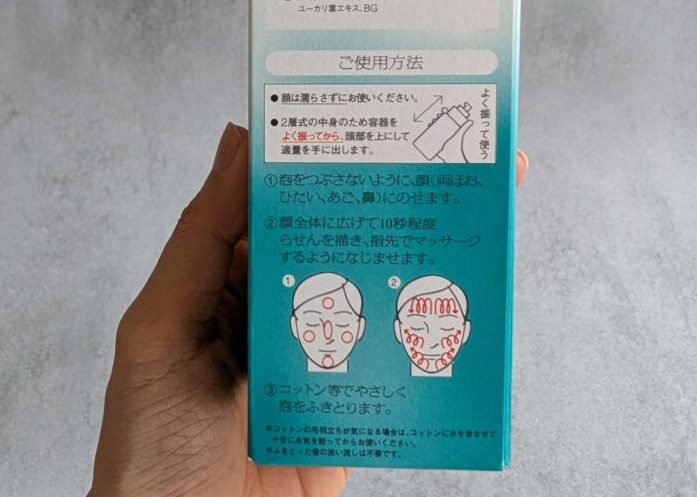 ユーカリ葉エキス、BG
ご使用方法
●顔は濡らさずにお使いください。
●2層式の中身のため容器を
よく振ってから、頭部を上にして
適量を手に出します。
よく振って使う
①泡をつぶさないように、顔(両ほお、
ひたい、あご、鼻)にのせます。
②顔全体に広げて10秒程度
らせんを描き、指先でマッサージ
するようになじませます。
1
2
③コットン等でやさしく
泡をふきとります。
※コットンの毛羽立ちが気になる場合は、コットンに水を含ませて
十分に水気を絞ってからお使いください。
※ふきとった後の洗い流しは不要です。